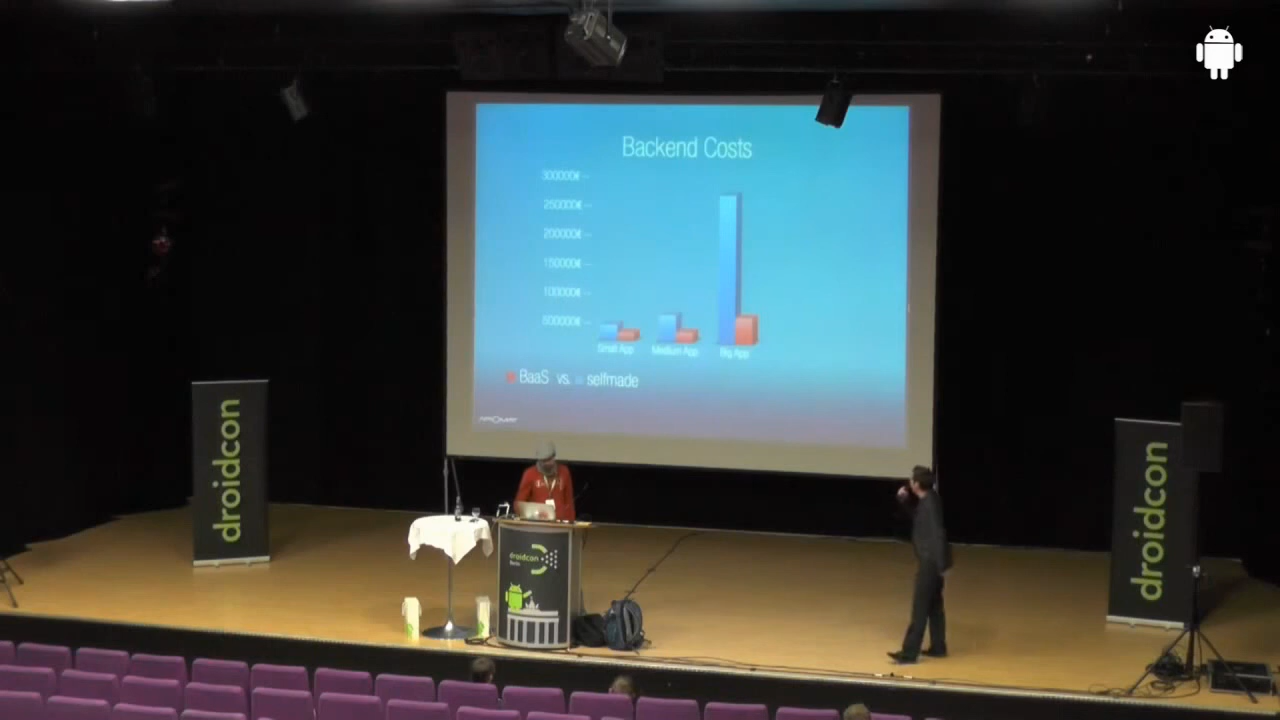 Backend Costs
300000€
250000€
200000€
150000€
100000€
500000€
Small App
Medium App
Big App
BaaS vs. selfmade
droidcon
droidcon
droidcon